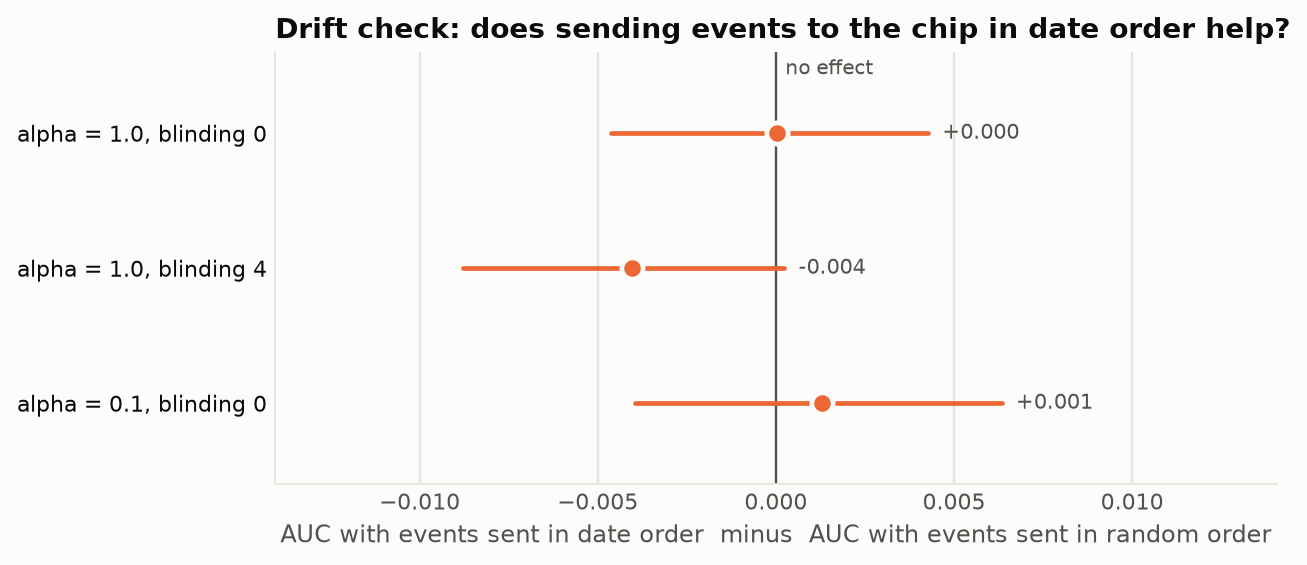 Drift check: does sending events to the chip in date order help?
no effect
alpha = 1.0, blinding 0
+0.000
alpha = 1.0, blinding 4
-0.004
alpha = 0.1, blinding 0
+0.001
−0.010 −0.005 0.000 0.005 0.010
AUC with events sent in date order minus AUC with events sent in random order